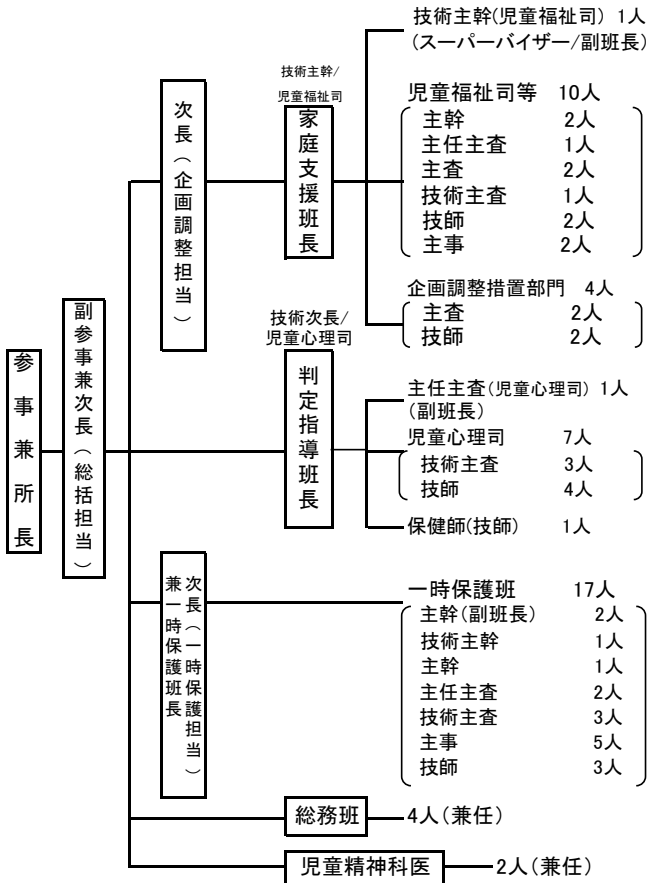 参事兼所長
副参事兼次長(総括担当)
次長(企画調整担当)
技術主幹/
児童福祉司
家庭支援班長
技術主幹(児童福祉司) 1人
(スーパーバイザー/副班長)
児童福祉司等 10人
主幹 2人
主任主査 1人
主査 2人
技術主査 1人
技師 2人
主事 2人
企画調整措置部門 4人
主査 2人
技師 2人
技術次長/
児童心理司
判定指導班長
主任主査(児童心理司) 1人
(副班長)
児童心理司 7人
技術主査 3人
技師 4人
保健師(技師) 1人
次長(一時保護担当)
兼一時保護班長
一時保護班 17人
主幹(副班長) 2人
技術主幹 1人
主幹 1人
主任主査 2人
技術主査 3人
主事 5人
技師 3人
総務班 4人(兼任)
児童精神科医 2人(兼任)